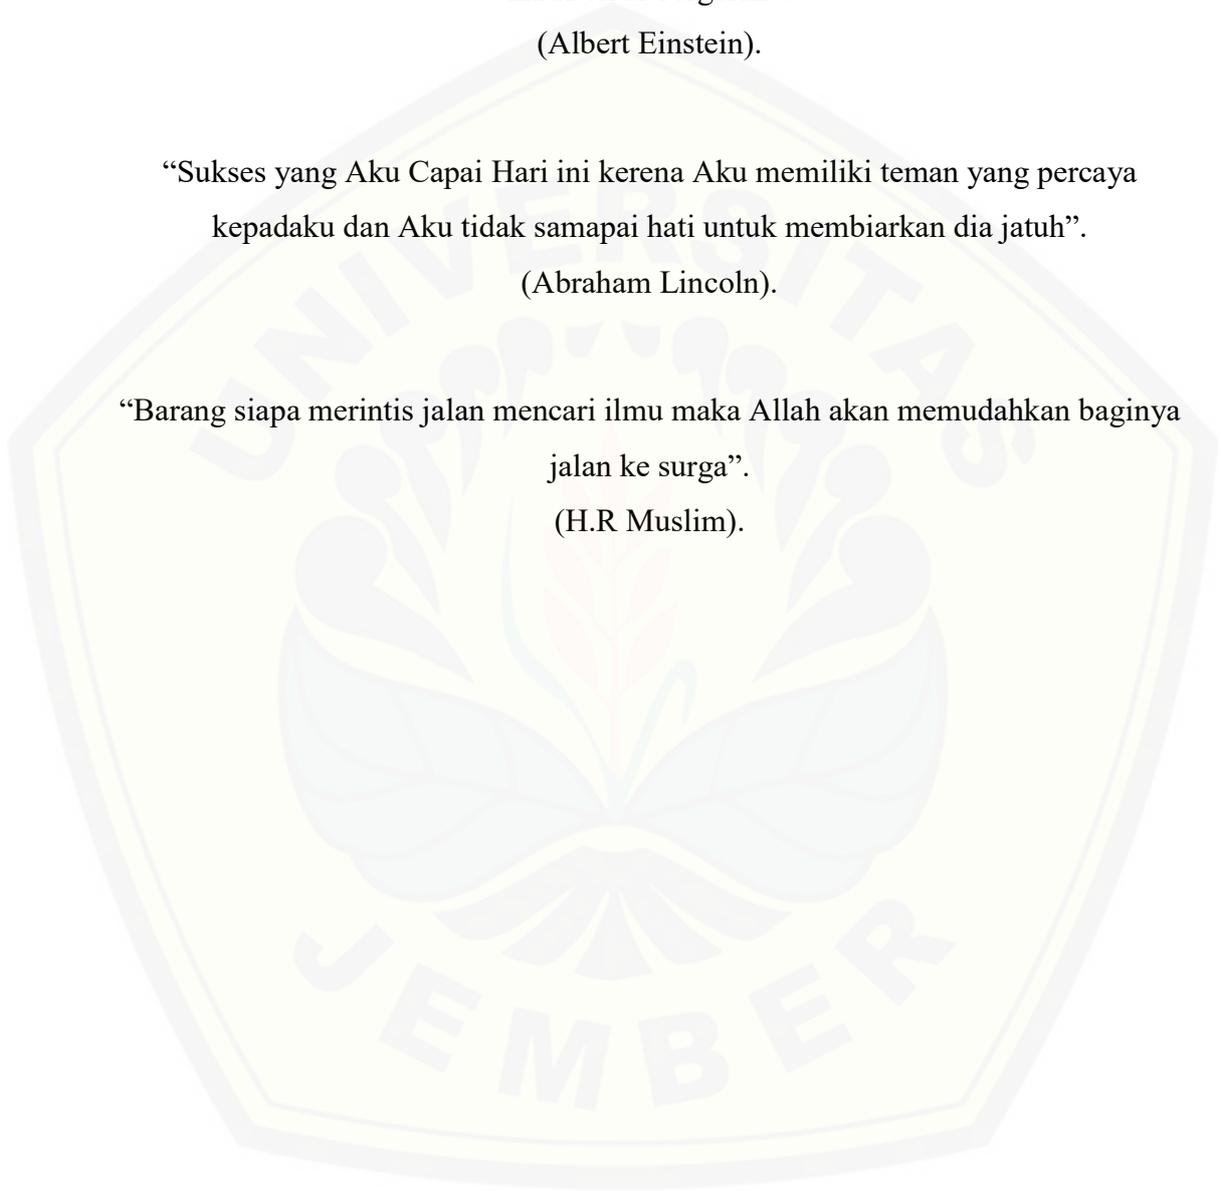 (Albert Einstein).
“Sukses yang Aku Capai Hari ini kerena Aku memiliki teman yang percaya
kepadaku dan Aku tidak samapai hati untuk membiarkan dia jatuh”.
(Abraham Lincoln).
“Barang siapa merintis jalan mencari ilmu maka Allah akan memudahkan baginya
jalan ke surga”.
(H.R Muslim).
UNIVERSITAS
JEMBER